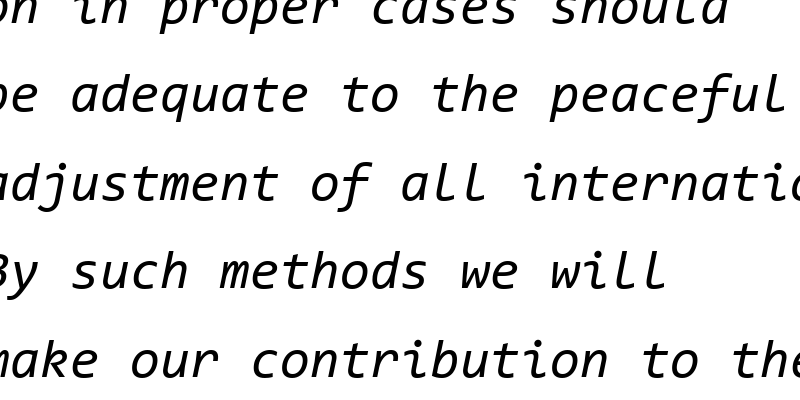 on in proper cases should
be adequate to the peaceful
adjustment of all internatio
By such methods we will
make our contribution to the